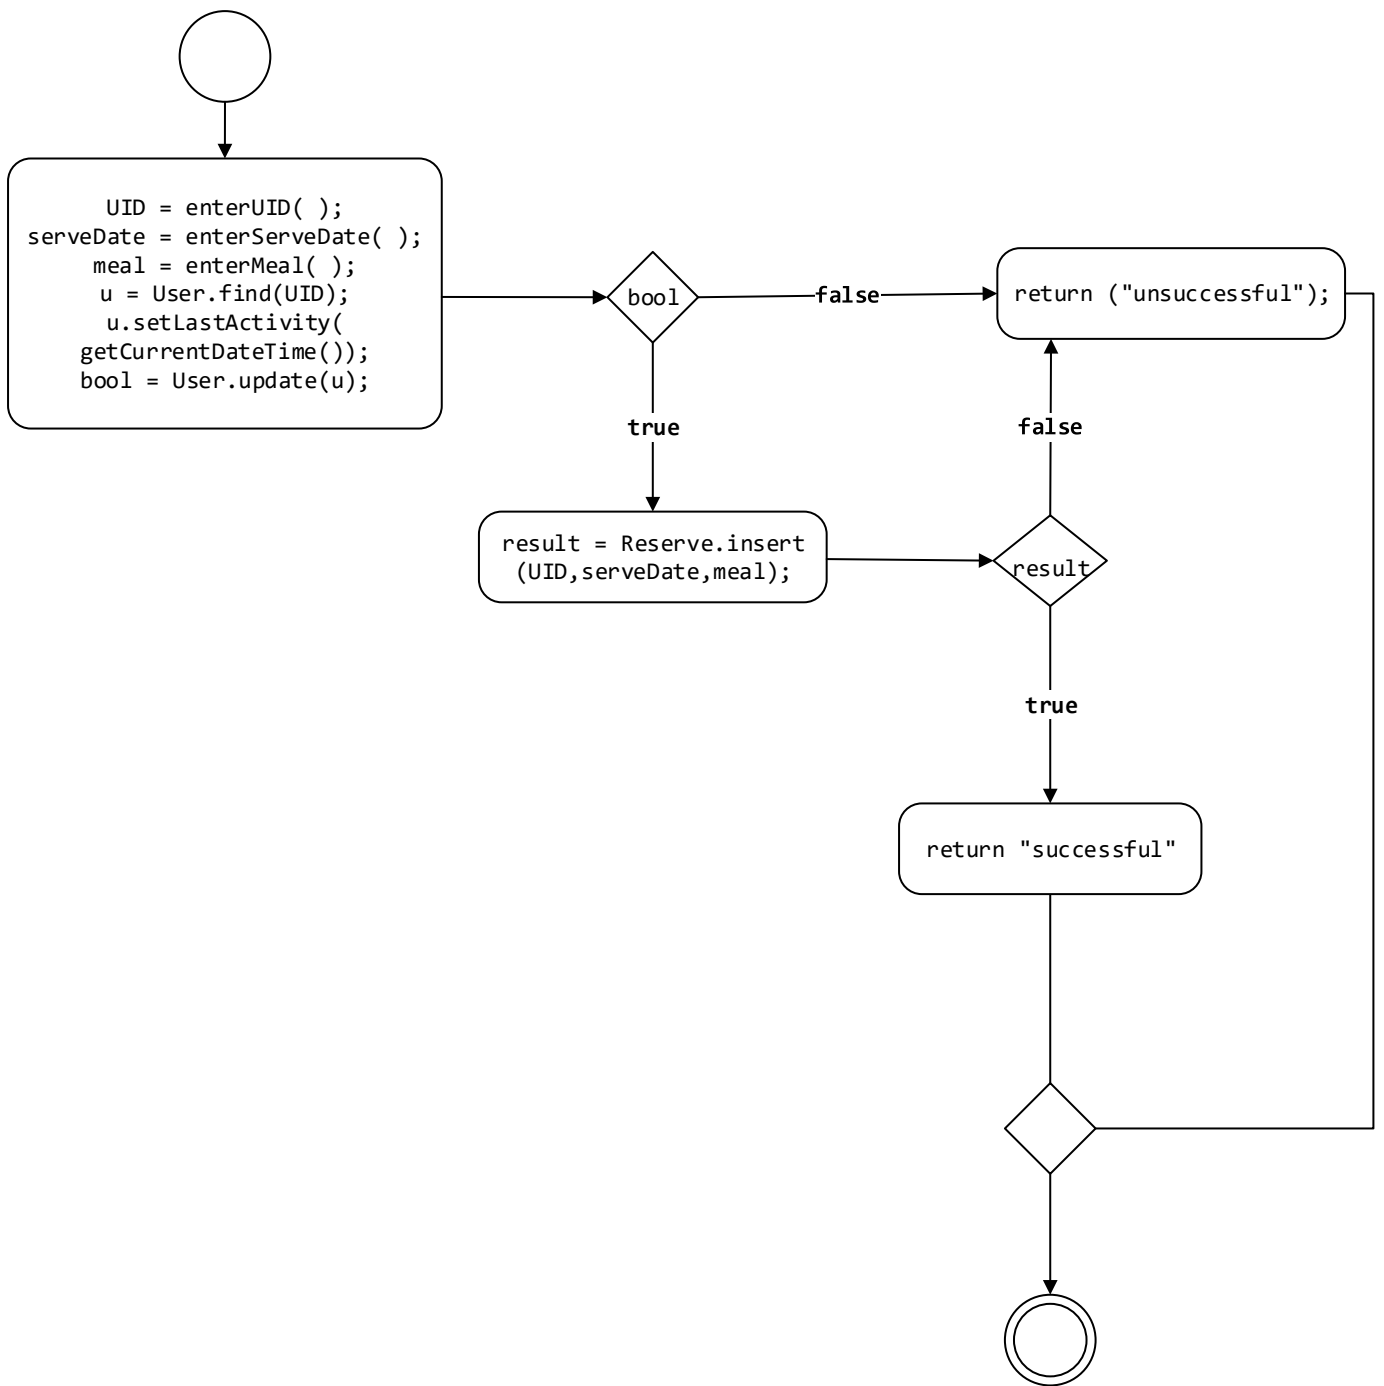 UID = enterUID( );
serveDate = enterServeDate( );
meal = enterMeal( );
u = User.find(UID);
u.setLastActivity(
getCurrentDateTime());
bool = User.update(u);
bool
false
return ("unsuccessful");
true
false
result = Reserve.insert
(UID,serveDate,meal);
result
true
return "successful"